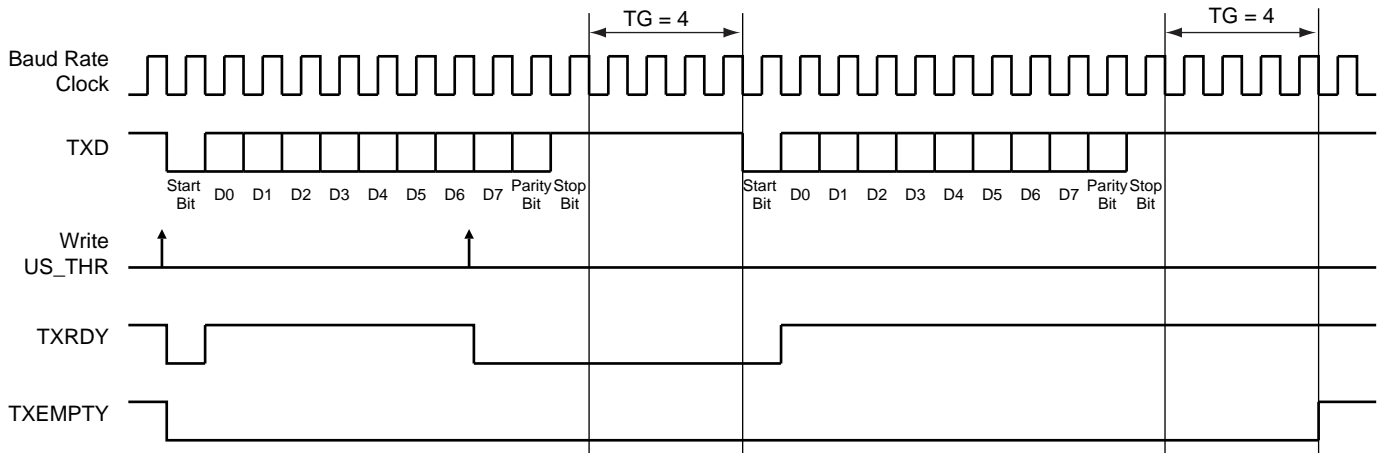 TG = 4
TG = 4
Baud Rate
Clock
TXD
Start
Bit
D0
D1
D2
D3
D4
D5
D6
D7
Parity
Bit
Stop
Bit
Start
Bit
D0
D1
D2
D3
D4
D5
D6
D7
Parity
Bit
Stop
Bit
Write
US_THR
TXRDY
TXEMPTY